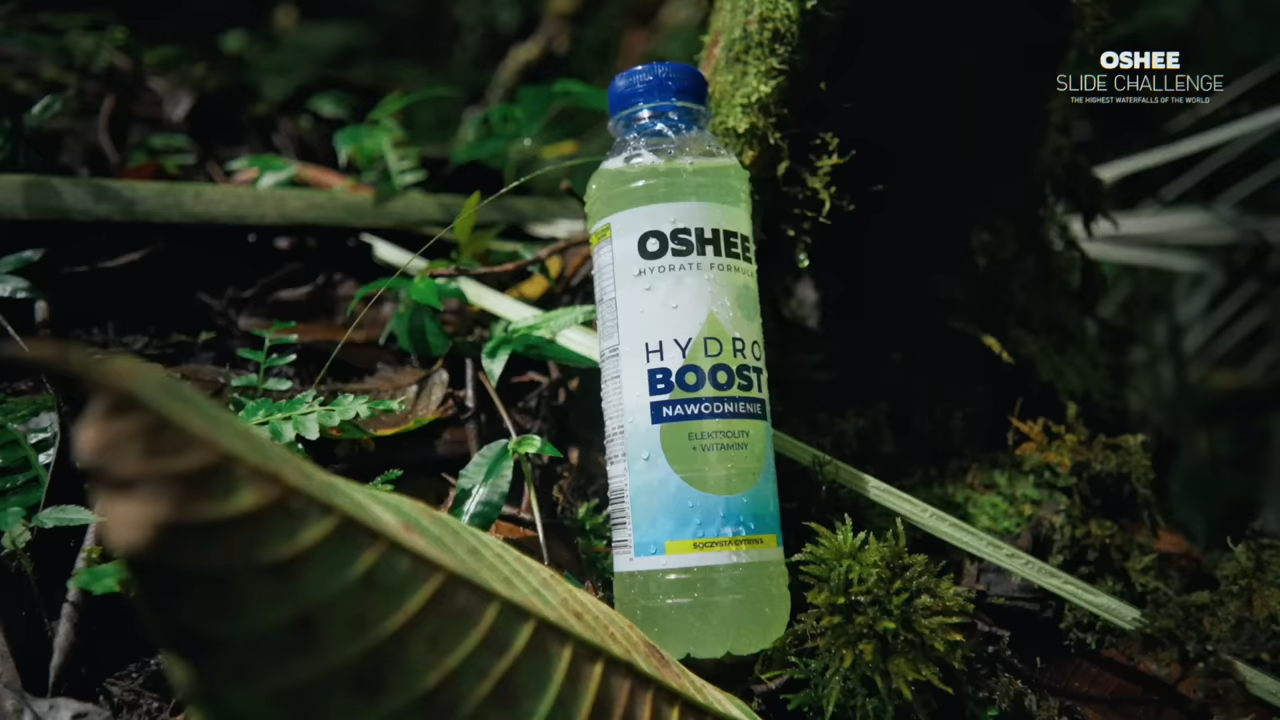 OSHEE
SLIDE CHALLENGE
THE HIGHEST WATERFALLS OF THE WORLD
OSHEE
HYDRATE FORMULA
HYDRO
BOOST
NAWODNIENIE
ELEKTROLITY
+ WITAMINY
SOCZYSTA CYTRYNA